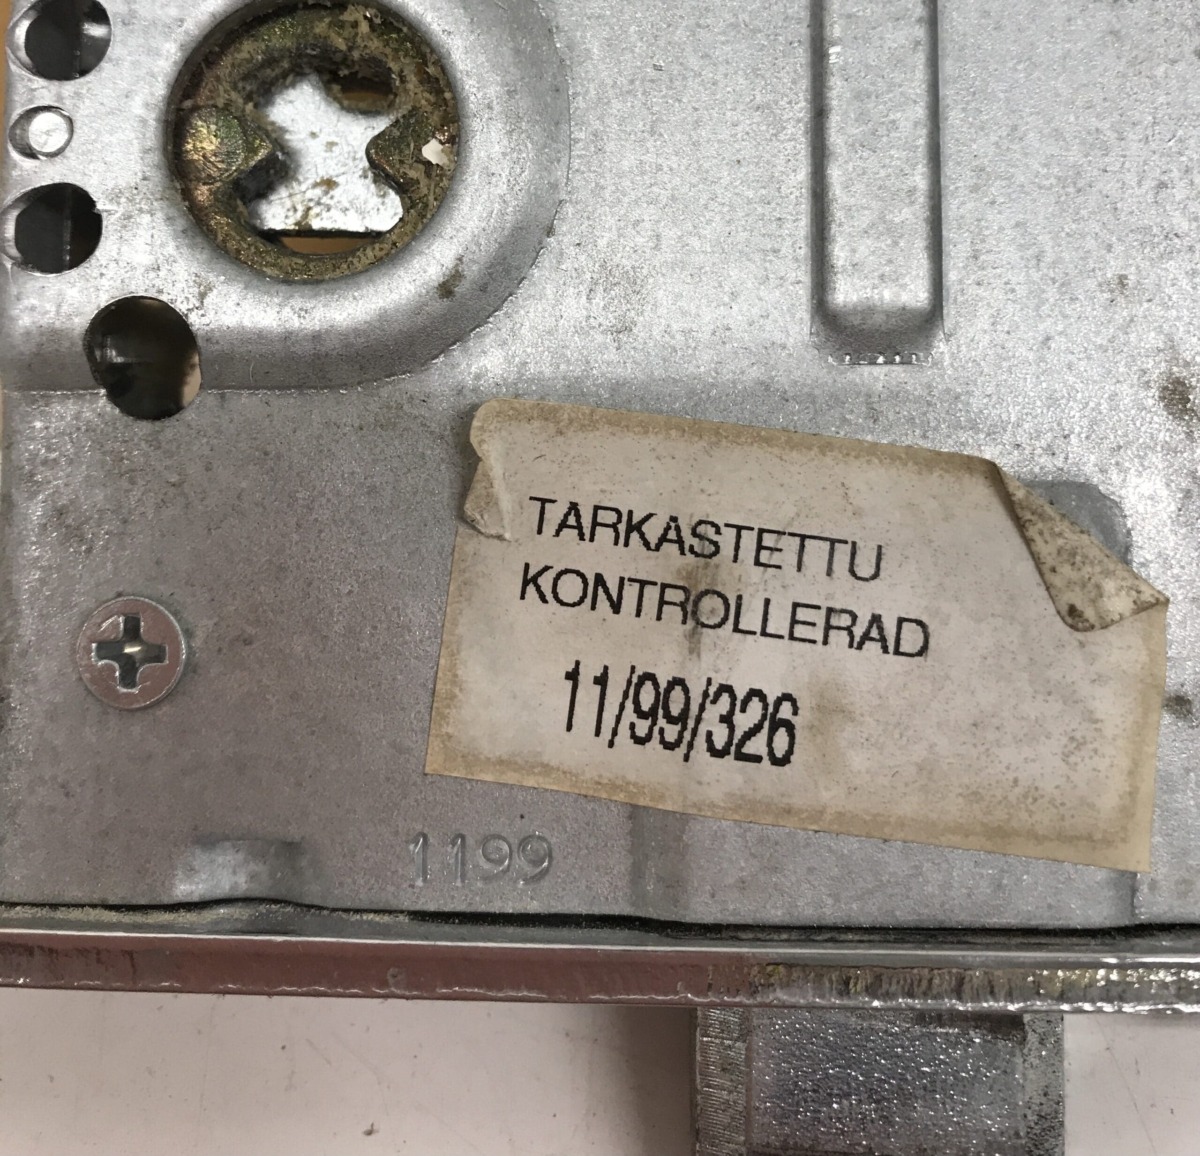 TARKASTETTU
KONTROLLERAD
11/99/326
1199